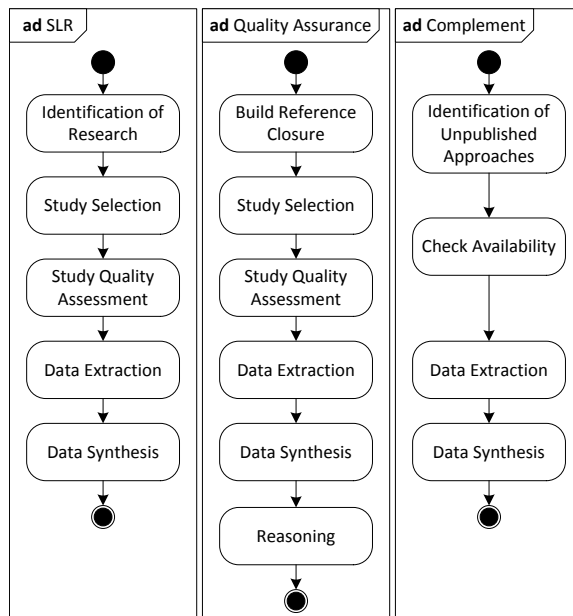 ad SLR
Identification of
Research
Study Selection
Study Quality
Assessment
Data Extraction
Data Synthesis
ad Quality Assurance
Build Reference
Closure
Study Selection
Study Quality
Assessment
Data Extraction
Data Synthesis
Reasoning
ad Complement
Identification of
Unpublished
Approaches
Check Availability
Data Extraction
Data Synthesis